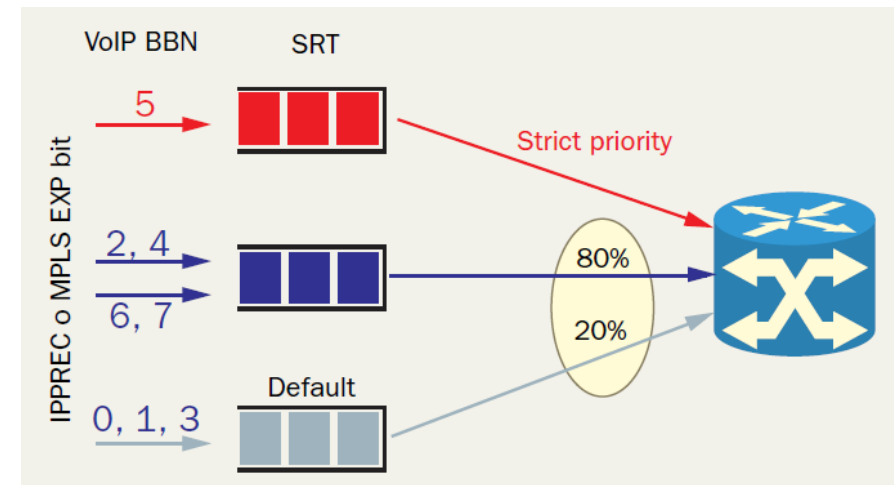 VoIP BBN
SRT
IPPREC o MPLS EXP bit
5
Strict priority
2, 4
6, 7
80%
20%
Default
0, 1, 3